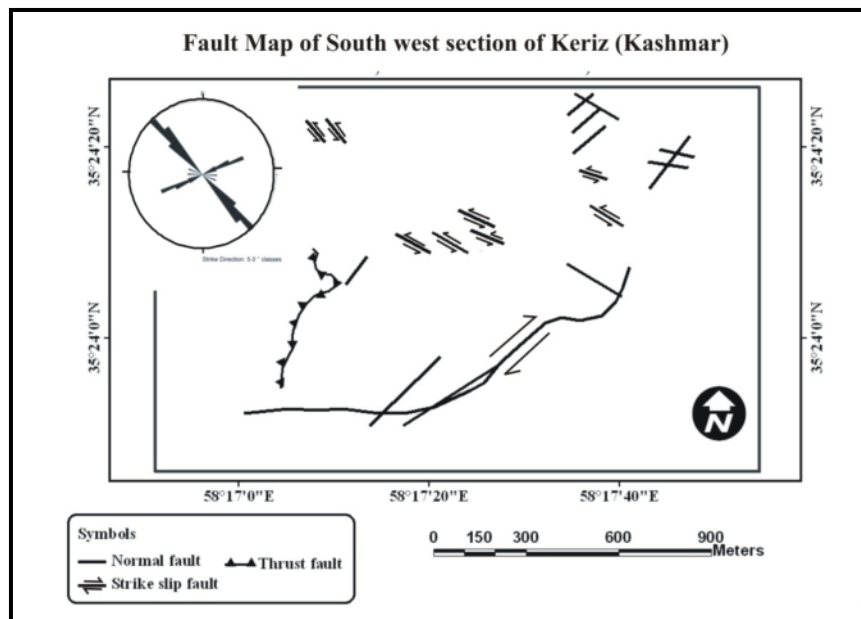 Fault Map of South west section of Keriz (Kashmar)
Strike Direction 5.0 ° classes
35°24'20"N
35°24'20"N
35°24'0"N
35°24'0"N
N
58°17'0"E 58°17'20"E 58°17'40"E
Symbols
Normal fault Thrust fault
Strike slip fault
0 150 300 600 900
Meters